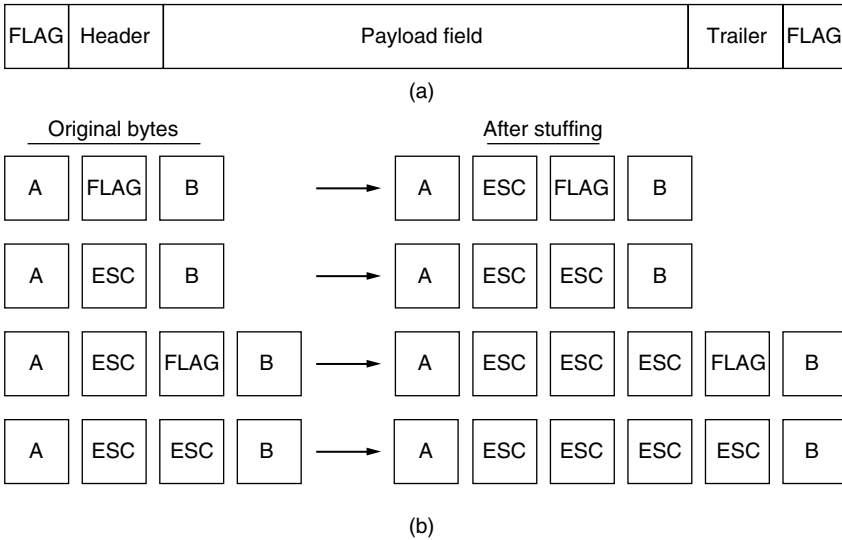 FLAG Header Payload field Trailer FLAG
(a)
Original bytes After stuffing
A FLAG B A ESC FLAG B
A ESC B A ESC ESC B
A ESC FLAG B A ESC ESC ESC FLAG B
A ESC ESC B A ESC ESC ESC ESC B
(b)